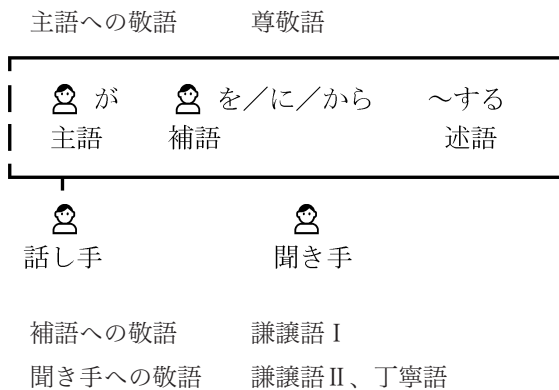 主語への敬語 尊敬語
が を／に／から ～する
主語 補語 述語
話し手 聞き手
補語への敬語 謙譲語Ⅰ
聞き手への敬語 謙譲語Ⅱ、丁寧語